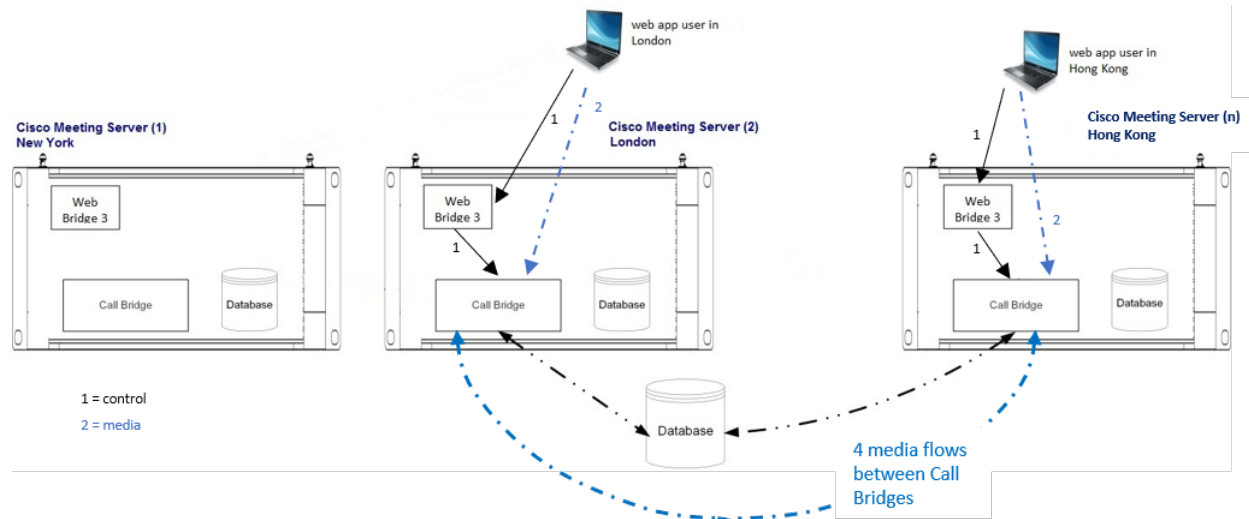 web app user in
London
web app user in
Hong Kong
Cisco Meeting Server (1)
New York
Cisco Meeting Server (2)
London
Cisco Meeting Server (n)
Hong Kong
1
2
1
2
Web
Bridge 3
Web
Bridge 3
Web
Bridge 3
1
1
Call Bridge
Database
Call Bridge
Database
Call Bridge
Database
1 = control
2 = media
Database
4 media flows
between Call
Bridges